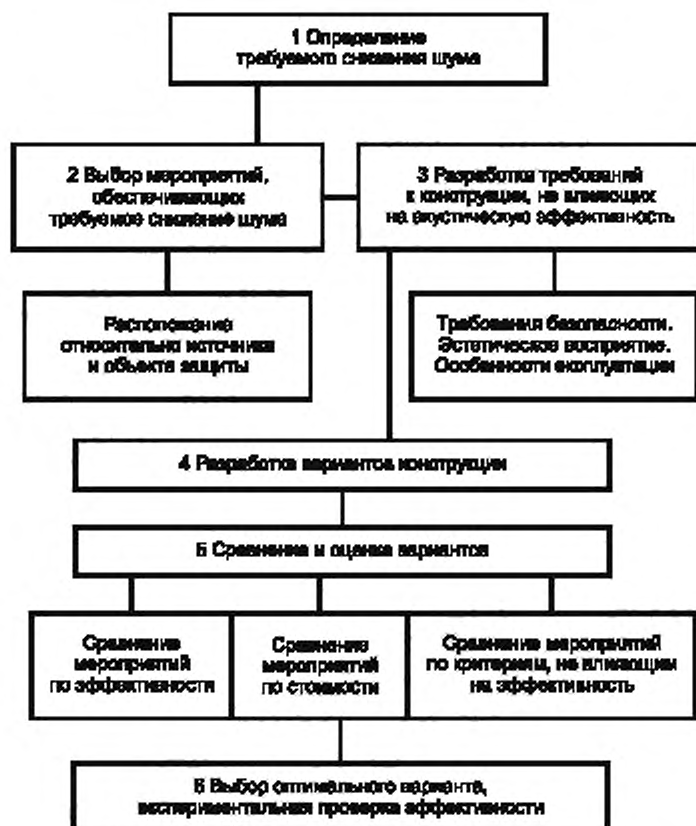 1 Определение
требуемого снижения шума
2 Выбор мероприятий,
обеспечивающих
требуемое снижение шума
3 Разработка требований
к конструкции, не влияющих
на акустическую эффективность
Расположение
относительно источника
и объекта защиты
Требования безопасности.
Эстетическое восприятие.
Особенности эксплуатации
4 Разработка вариантов конструкции
5 Сравнение и оценка вариантов
Сравнение
мероприятий
по эффективности
Сравнение
мероприятий
по стоимости
Сравнение мероприятий
по критериям, не влияющим
на эффективность
6 Выбор оптимального варианта,
экспериментальная проверка эффективности